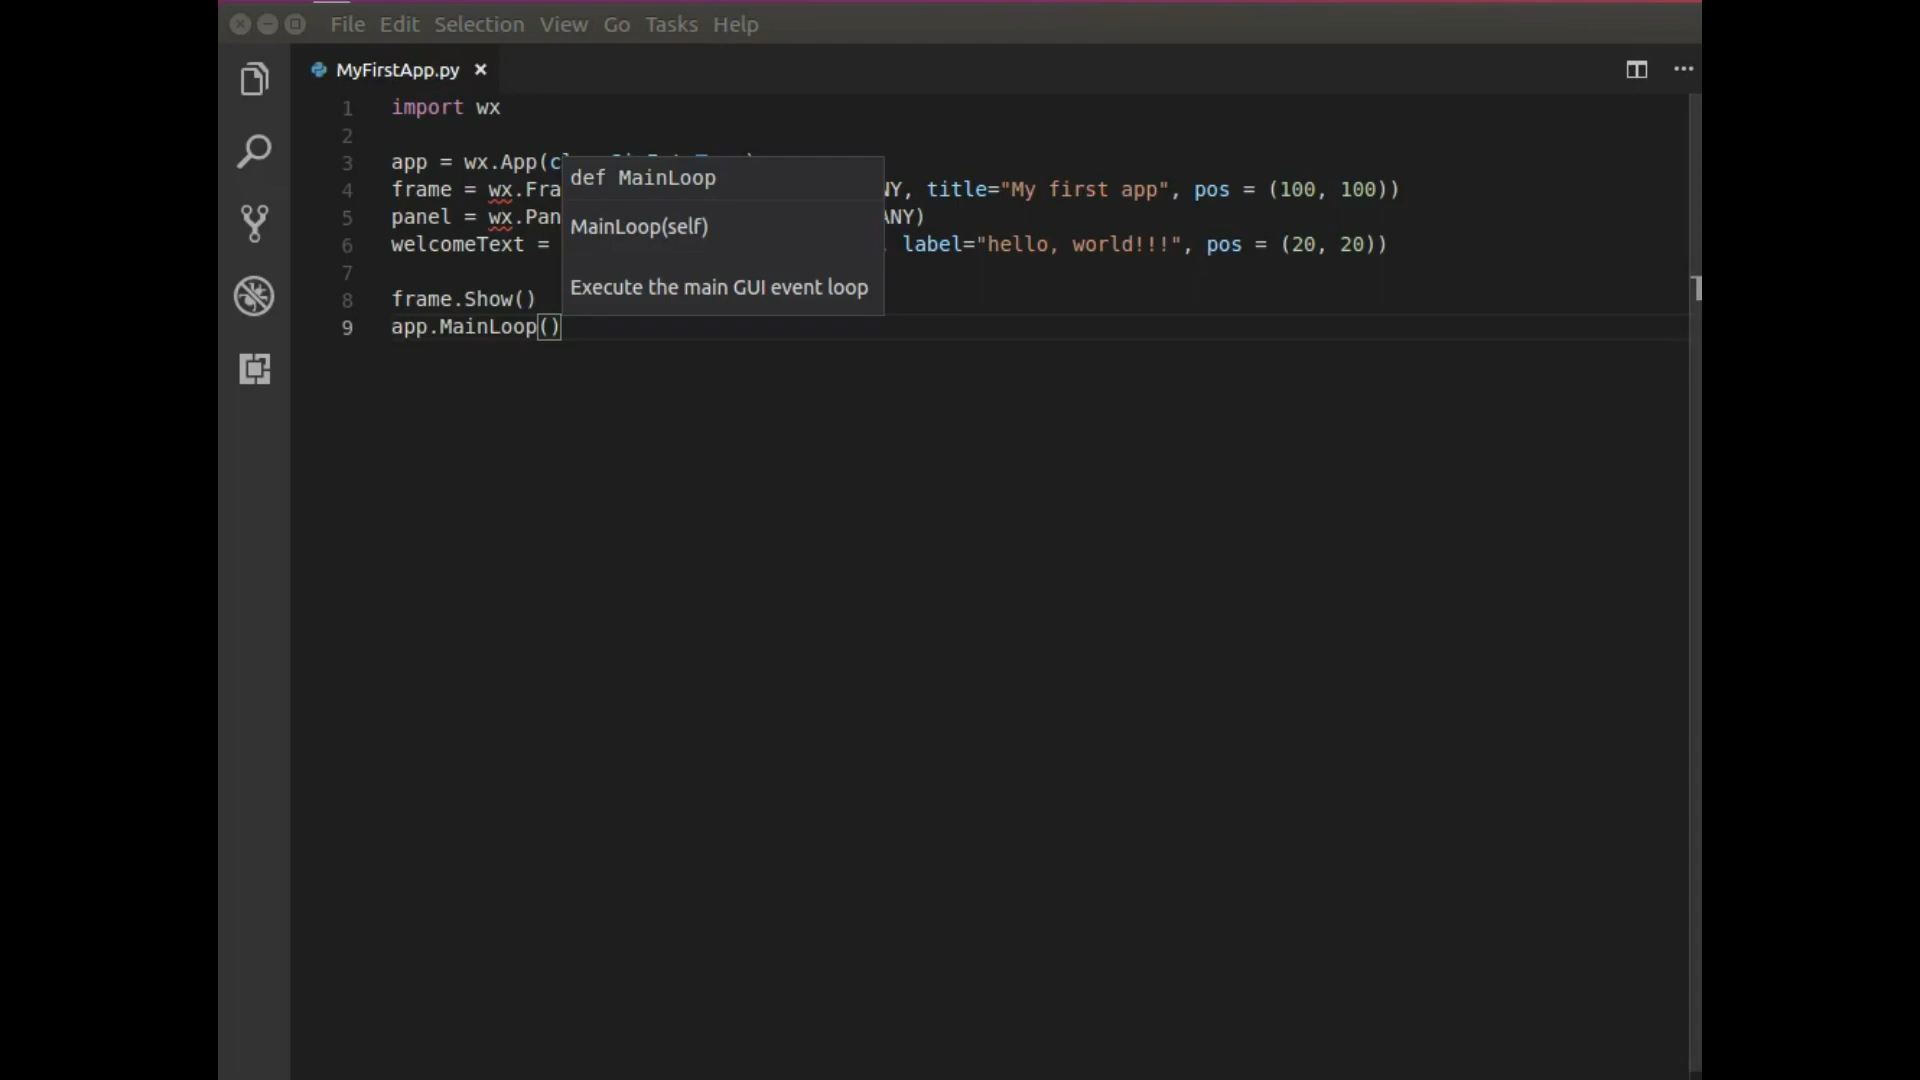 File Edit Selection View Go Tasks Help
MyFirstApp.py
1 import wx
2
3 app = wx.App(
4 frame = wx.Fra NY, title="My first app", pos = (100, 100))
5 panel = wx.Pan ANY)
6 welcomeText = label="hello, world!!!", pos = (20, 20))
7
8 frame.Show()
9 app.MainLoop()
def MainLoop
MainLoop(self)
Execute the main GUI event loop